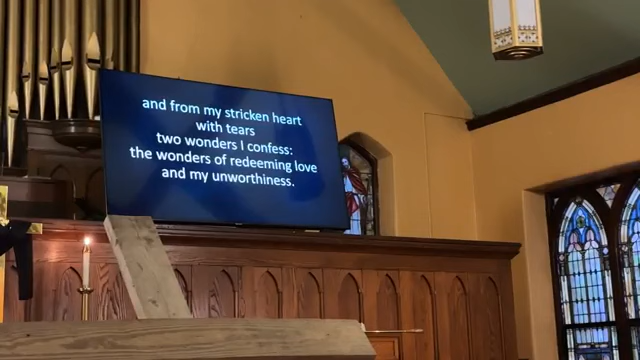 and from my stricken heart
with tears
two wonders I confess:
the wonders of redeeming love
and my unworthiness.